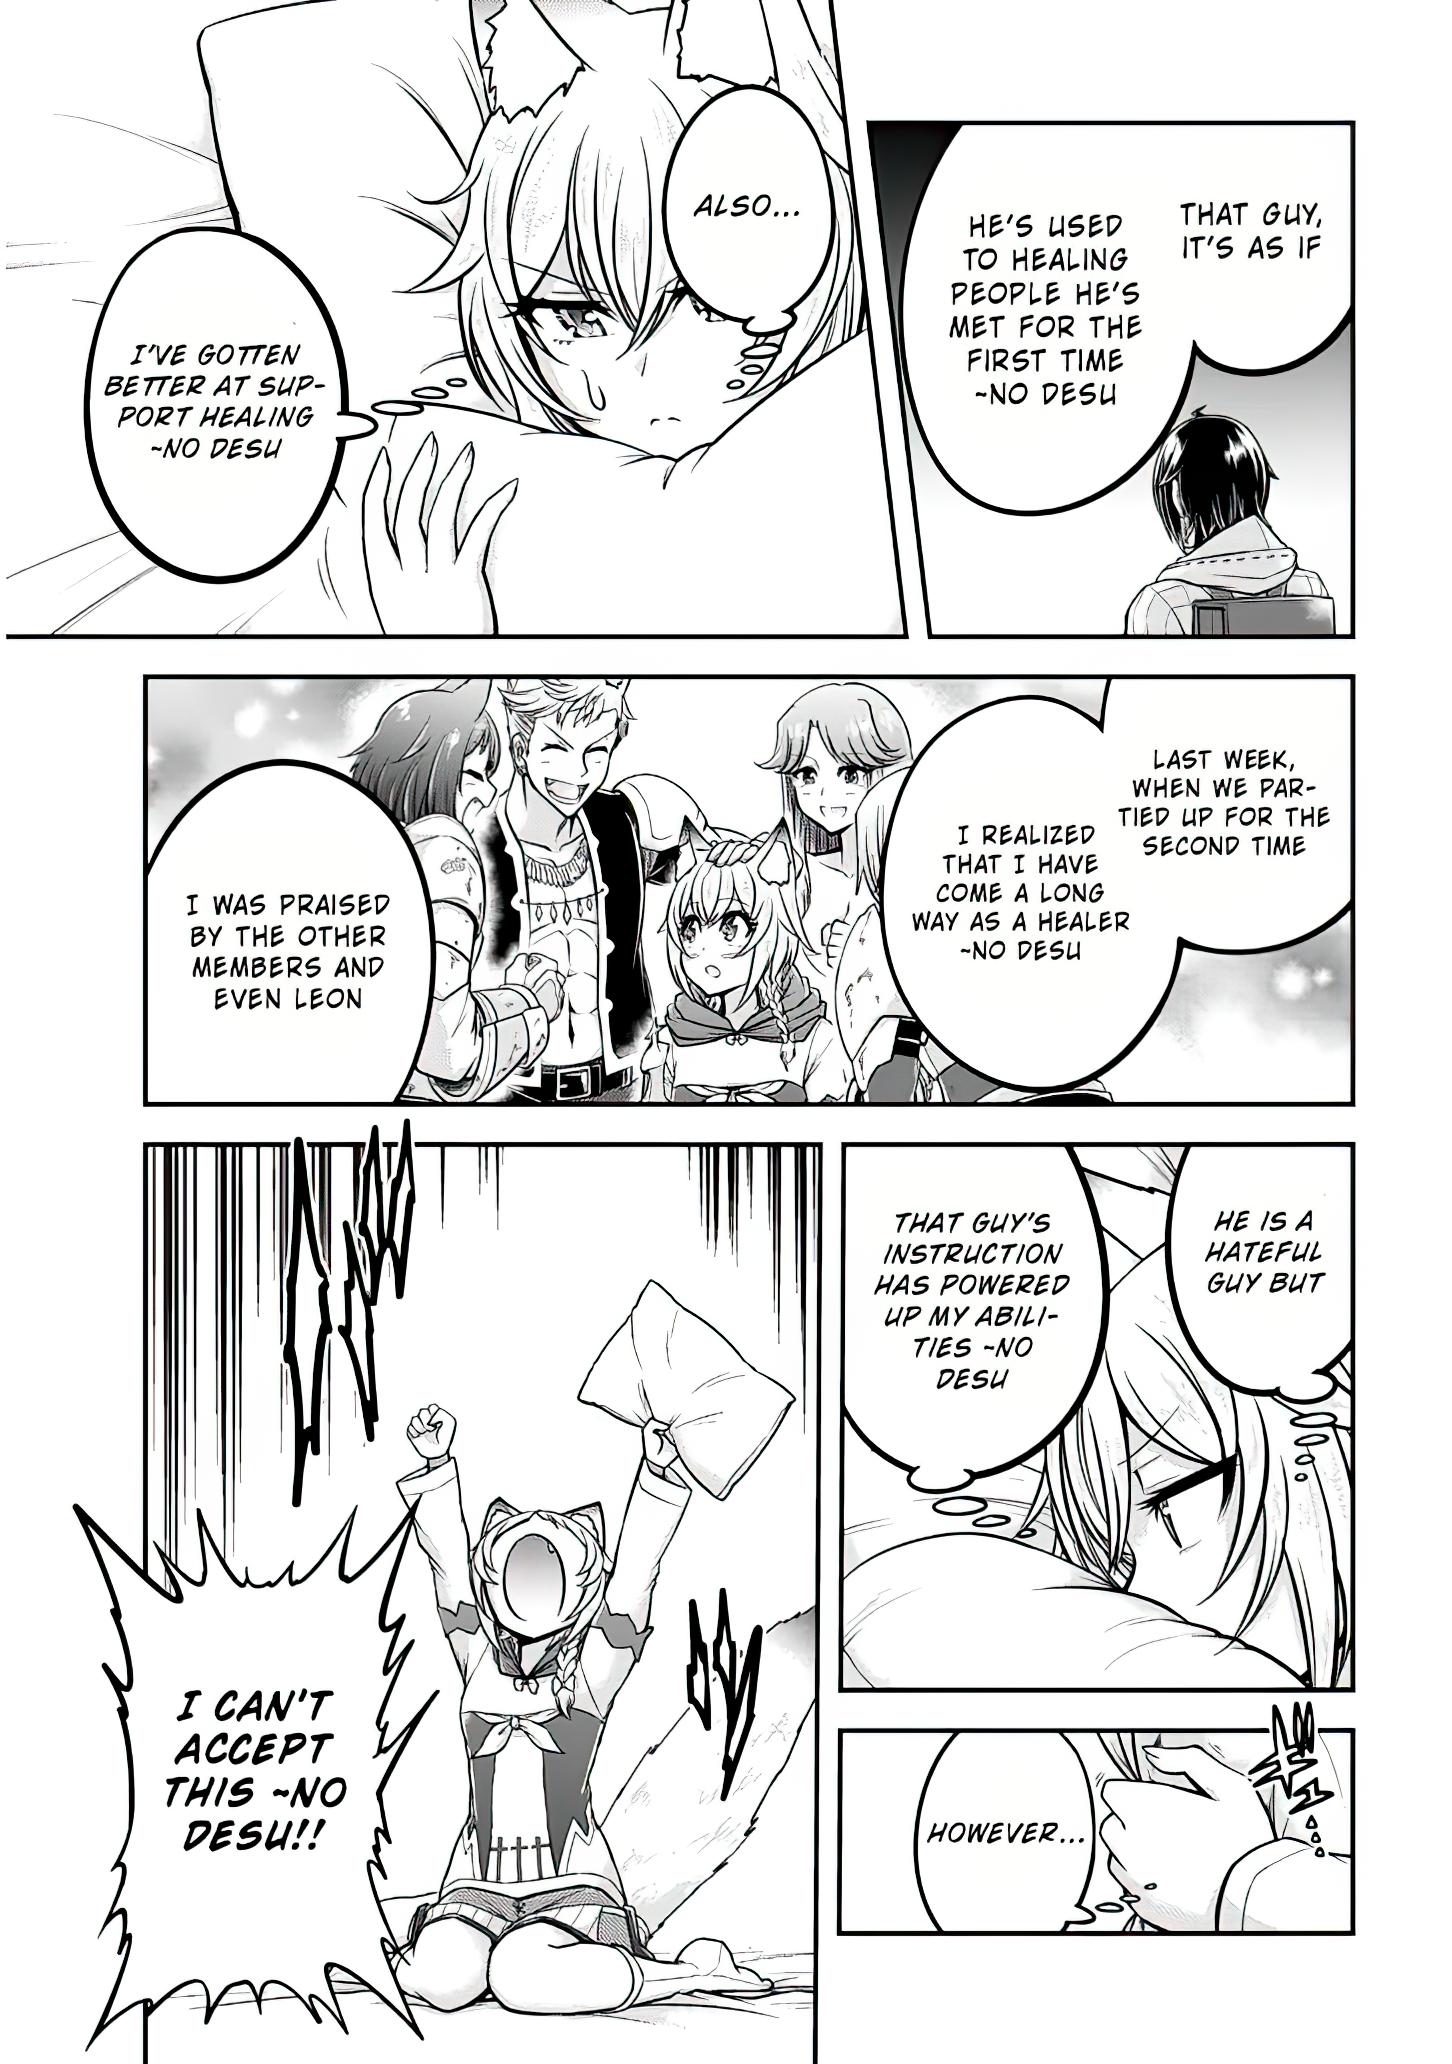 THAT GUY,
IT'S AS IF
HE'S USED
TO HEALING
PEOPLE HE'S
MET FOR THE
FIRST TIME
~NO DESU
ALSO...
I'VE GOTTEN
BETTER AT SUP-
PORT HEALING
~NO DESU
LAST WEEK,
WHEN WE PAR-
TIED UP FOR THE
SECOND TIME
I REALIZED
THAT I HAVE
COME A LONG
WAY AS A HEALER
~NO DESU
I WAS PRAISED
BY THE OTHER
MEMBERS AND
EVEN LEON
HE IS A
HATEFUL
GUY BUT
THAT GUY'S
INSTRUCTION
HAS POWERED
UP MY ABILI-
TIES ~NO
DESU
HOWEVER...
I CAN'T
ACCEPT
THIS ~NO
DESU!!